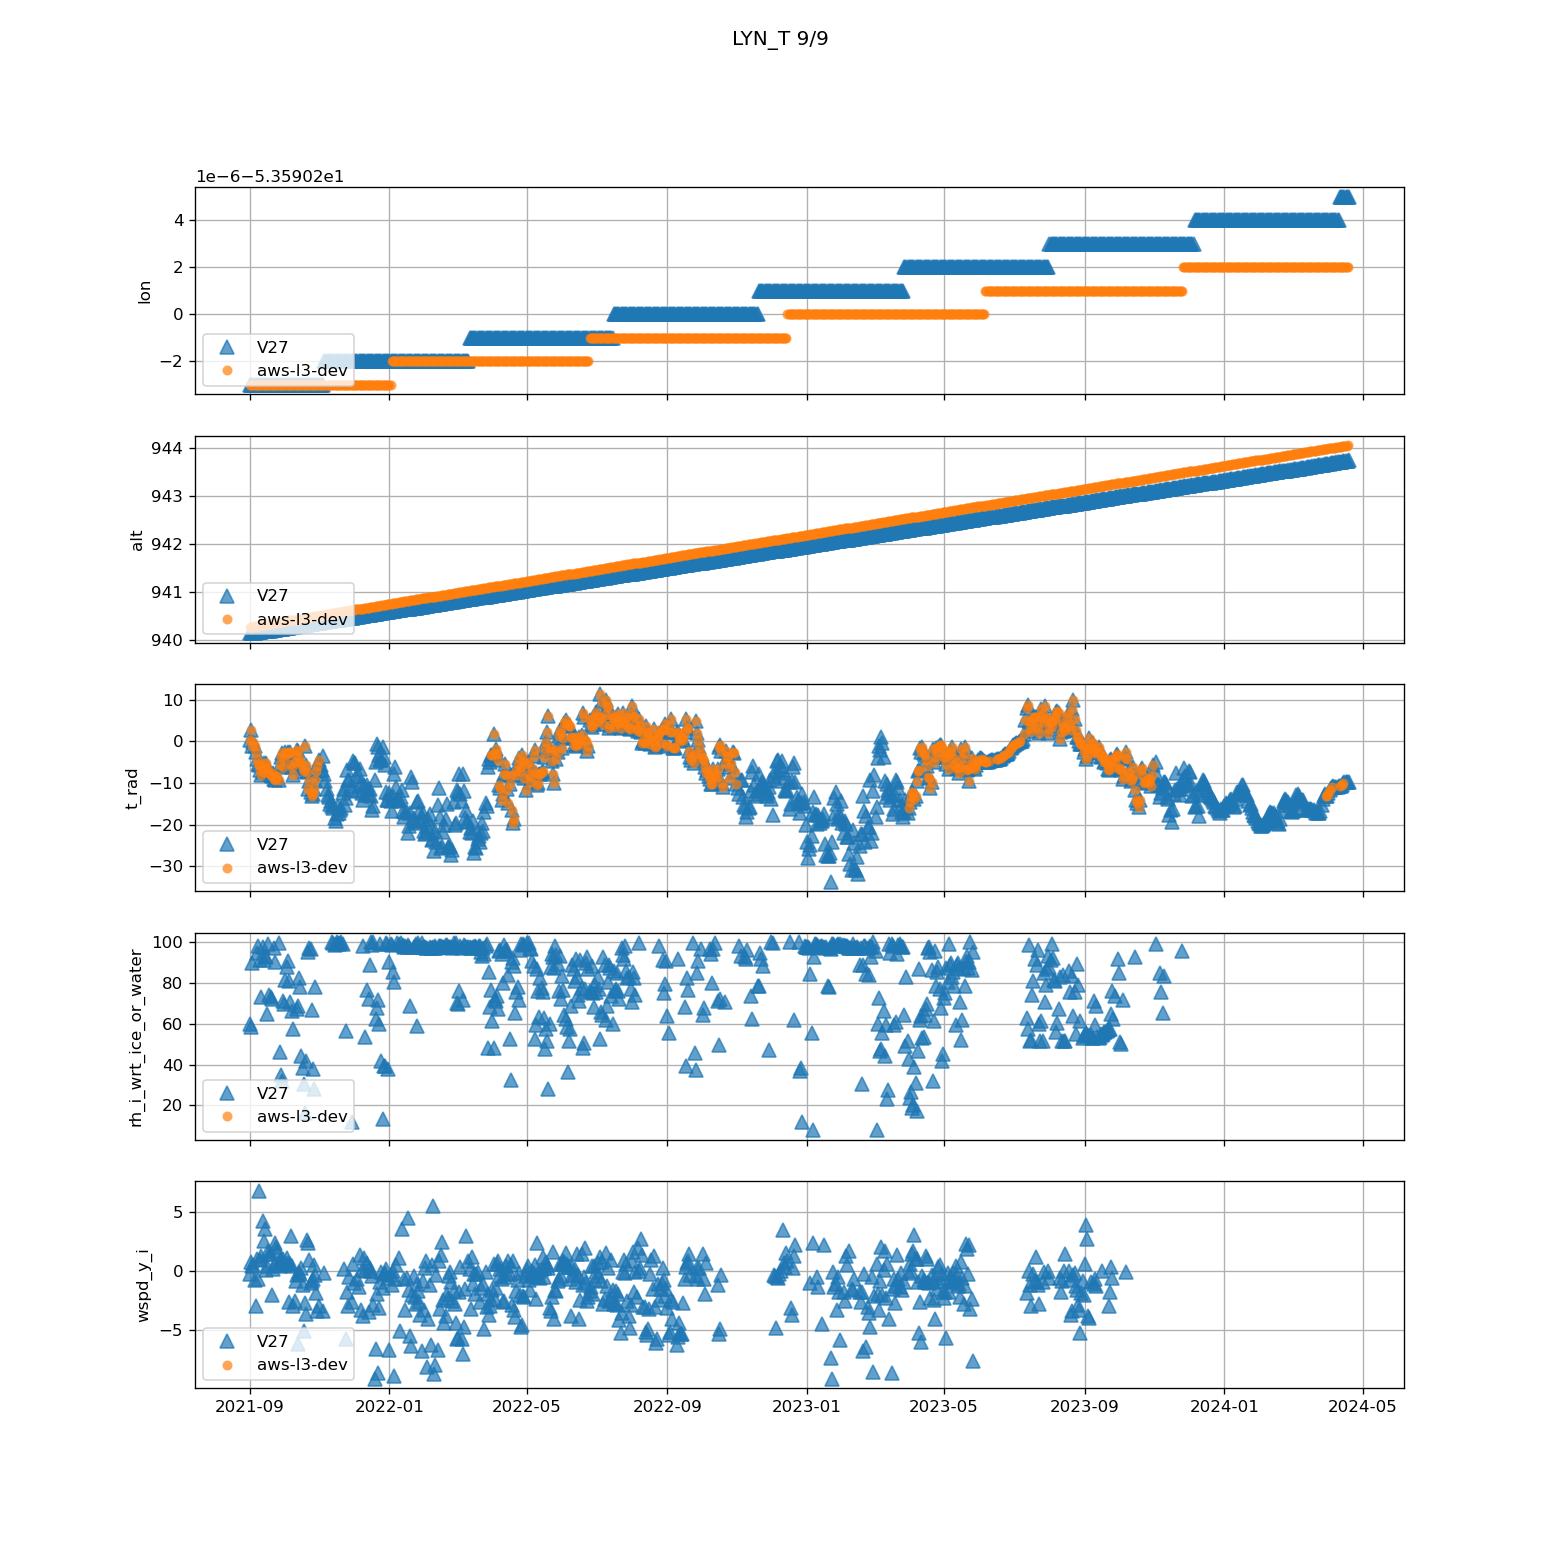 LYN_T 9/9
1e−6−5.35902e1
4
2
0
−2
lon
V27
aws-l3-dev
944
943
942
941
940
alt
V27
aws-l3-dev
10
0
−10
−20
−30
t_rad
V27
aws-l3-dev
100
80
60
40
20
rh_i_wrt_ice_or_water
V27
aws-l3-dev
5
0
−5
wspd_y_i
V27
aws-l3-dev
2021-09 2022-01 2022-05 2022-09 2023-01 2023-05 2023-09 2024-01 2024-05